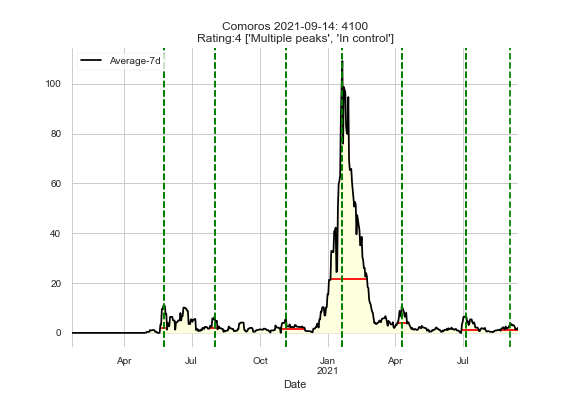 Comoros 2021-09-14: 4100
Rating:4 ['Multiple peaks', 'In control']
Average-7d
100
80
60
40
20
0
Apr
Jul
Oct
Jan
2021
Apr
Jul
Date